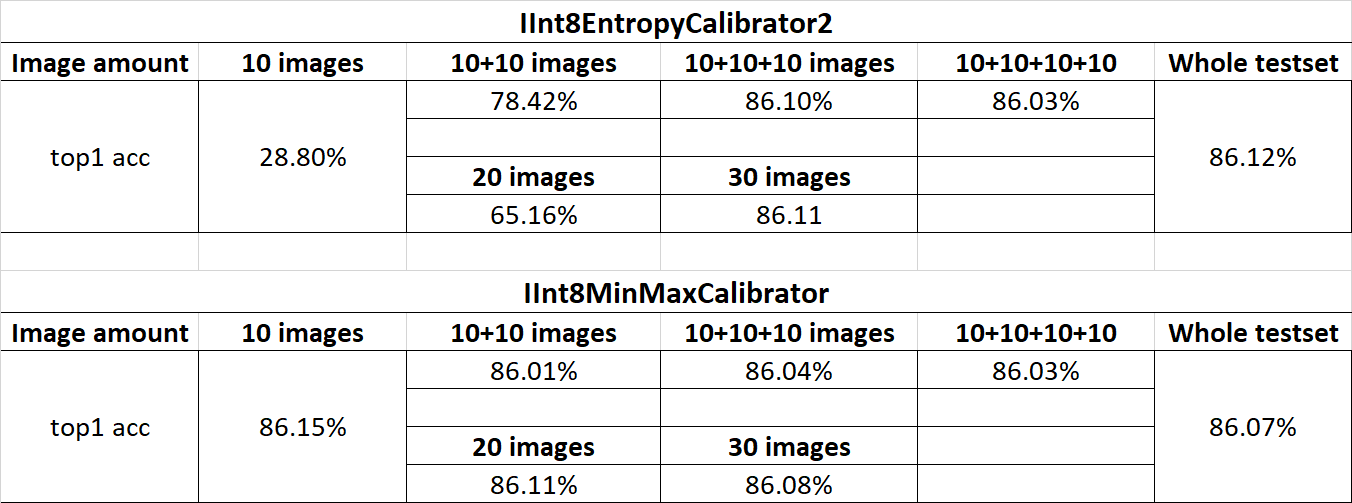 IInt8EntropyCalibrator2
Image amount 10 images 10+10 images 10+10+10 images 10+10+10+10 Whole testset
78.42% 86.10% 86.03%
top1 acc 28.80% 86.12%
20 images 30 images
65.16% 86.11
IInt8MinMaxCalibrator
Image amount 10 images 10+10 images 10+10+10 images 10+10+10+10 Whole testset
86.01% 86.04% 86.03%
top1 acc 86.15% 86.07%
20 images 30 images
86.11% 86.08%